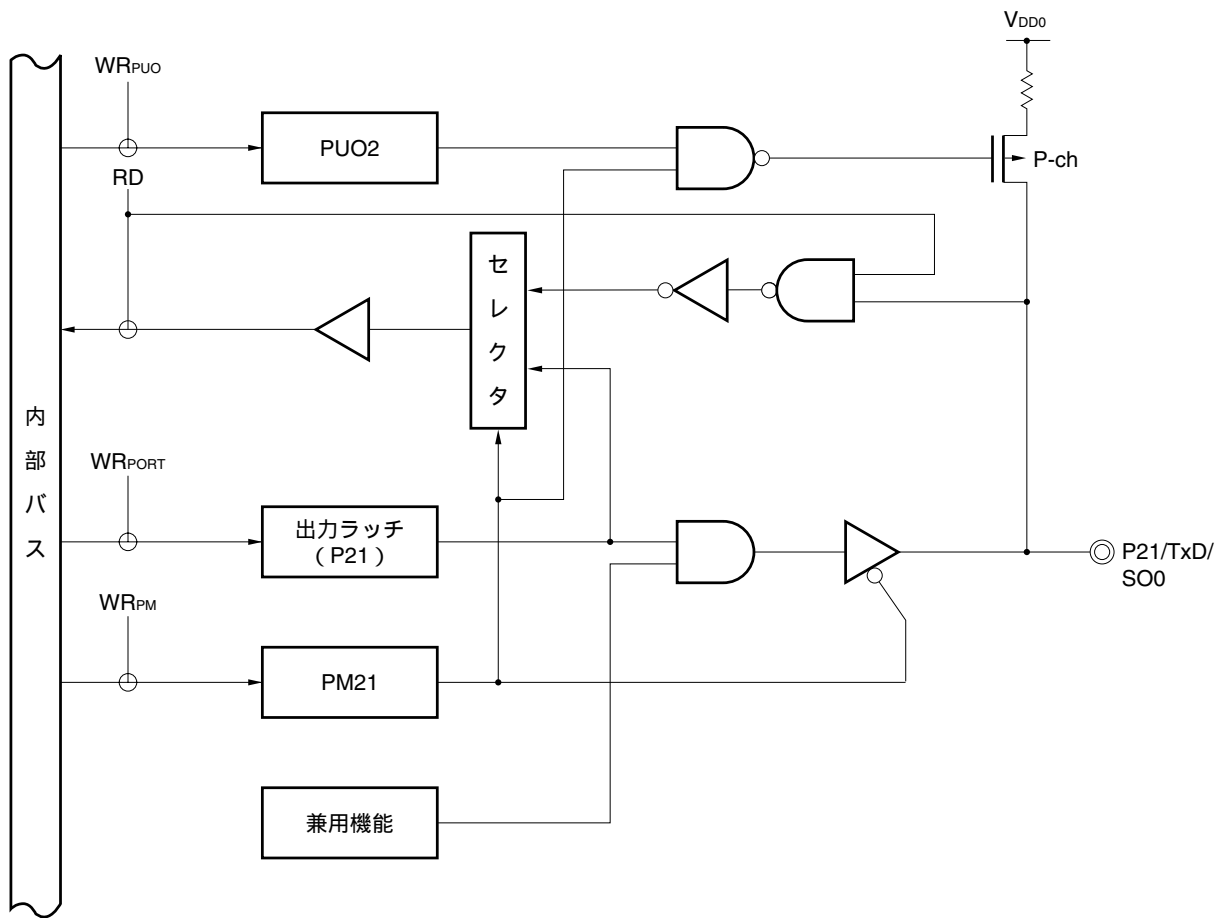 VDD0
WRPUO
PUO2
P-ch
RD
セレクタ
内部バス
WRPORT
出力ラッチ
（P21）
P21/TxD/
SO0
WRPM
PM21
兼用機能